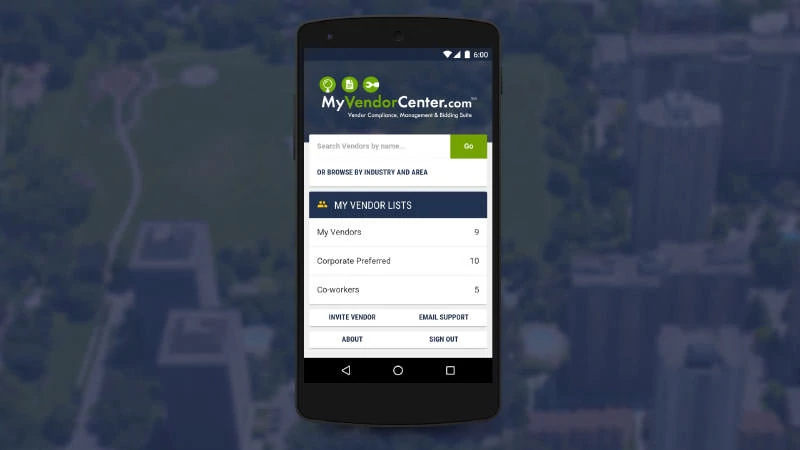 6:00
MyVendorCenter.com
Vendor Compliance, Management & Bidding Suite
Search Vendors by name... Go
OR BROWSE BY INDUSTRY AND AREA
MY VENDOR LISTS
My Vendors 9
Corporate Preferred 10
Co-workers 5
INVITE VENDOR EMAIL SUPPORT
ABOUT SIGN OUT